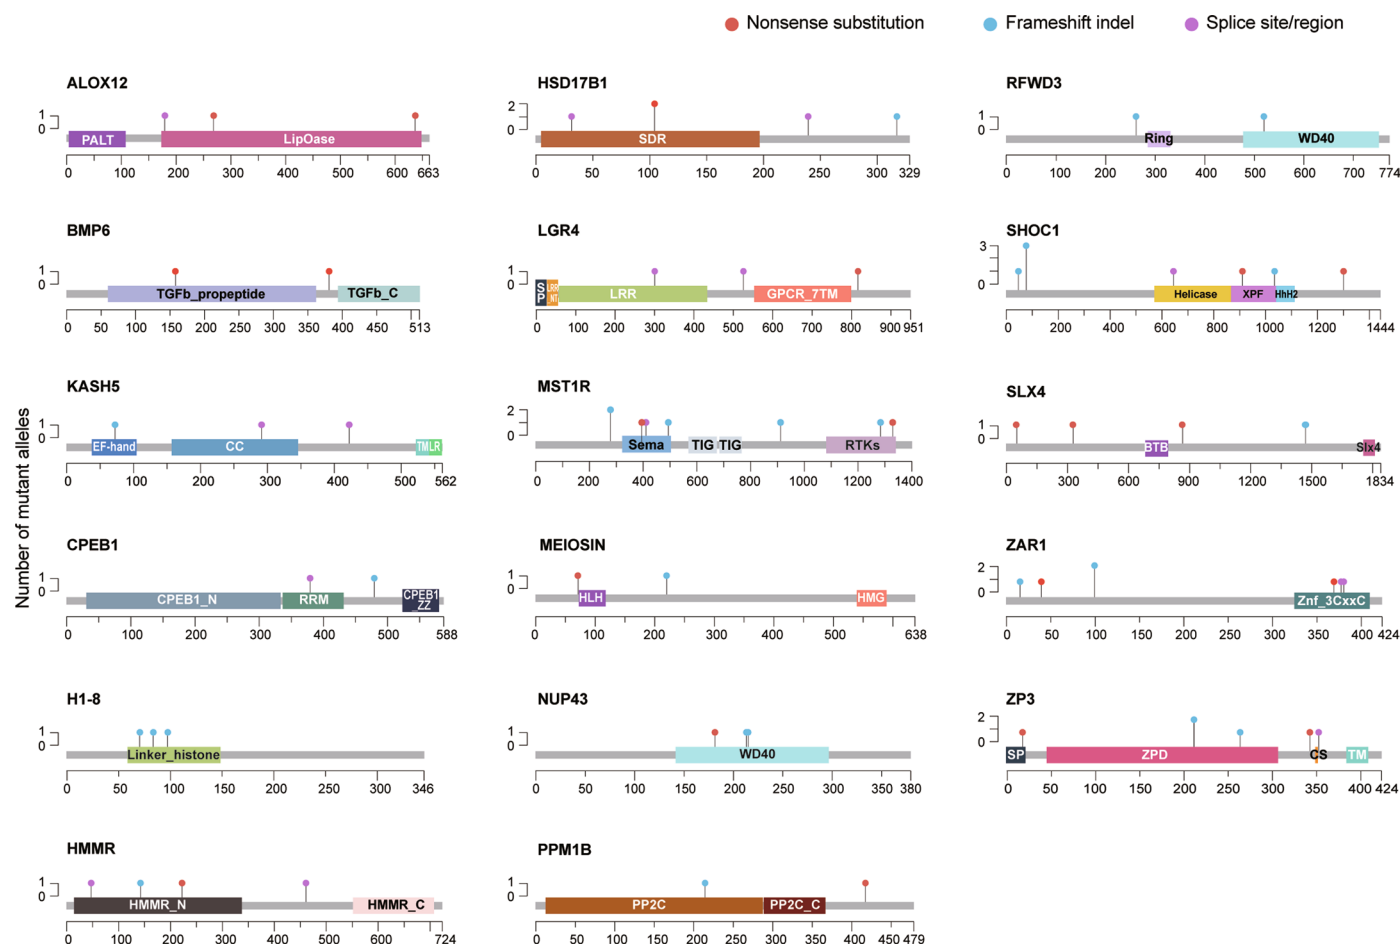 Nonsense substitution Frameshift indel Splice site/region
Number of mutant alleles
ALOX12
1
0
PALT LipOase
0 100 200 300 400 500 600 663
HSD17B1
2
1
0
SDR
0 50 100 150 200 250 300 329
RFWD3
1
0
Ring WD40
0 100 200 300 400 500 600 700 774
BMP6
1
0
TGFb_propeptide TGFb_C
0 50 100 150 200 250 300 350 400 450 513
LGR4
1
0
SP LRR_NT LRR GPCR_7TM
0 100 200 300 400 500 600 700 800 900 951
SHOC1
3
0
Helicase XPF HhH2
0 200 400 600 800 1000 1200 1444
KASH5
1
0
EF-hand CC TM LR
0 100 200 300 400 500 562
MST1R
2
1
0
Sema TIG TIG RTKs
0 200 400 600 800 1000 1200 1400
SLX4
1
0
BTB Slx4
0 300 600 900 1200 1500 1834
CPEB1
1
0
CPEB1_N RRM CPEB1
_ZZ
0 100 200 300 400 500 588
MEIOSIN
1
0
HLH HMG
0 100 200 300 400 500 638
ZAR1
2
1
0
Znf_3CxxC
0 50 100 150 200 250 300 350 400 424
H1-8
1
0
Linker_histone
0 50 100 150 200 250 300 346
NUP43
1
0
WD40
0 50 100 150 200 250 300 350 380
ZP3
2
1
0
SP ZPD CS TM
0 50 100 150 200 250 300 350 400 424
HMMR
1
0
HMMR_N HMMR_C
0 100 200 300 400 500 600 724
PPM1B
1
0
PP2C PP2C_C
0 50 100 150 200 250 300 350 400 450 479